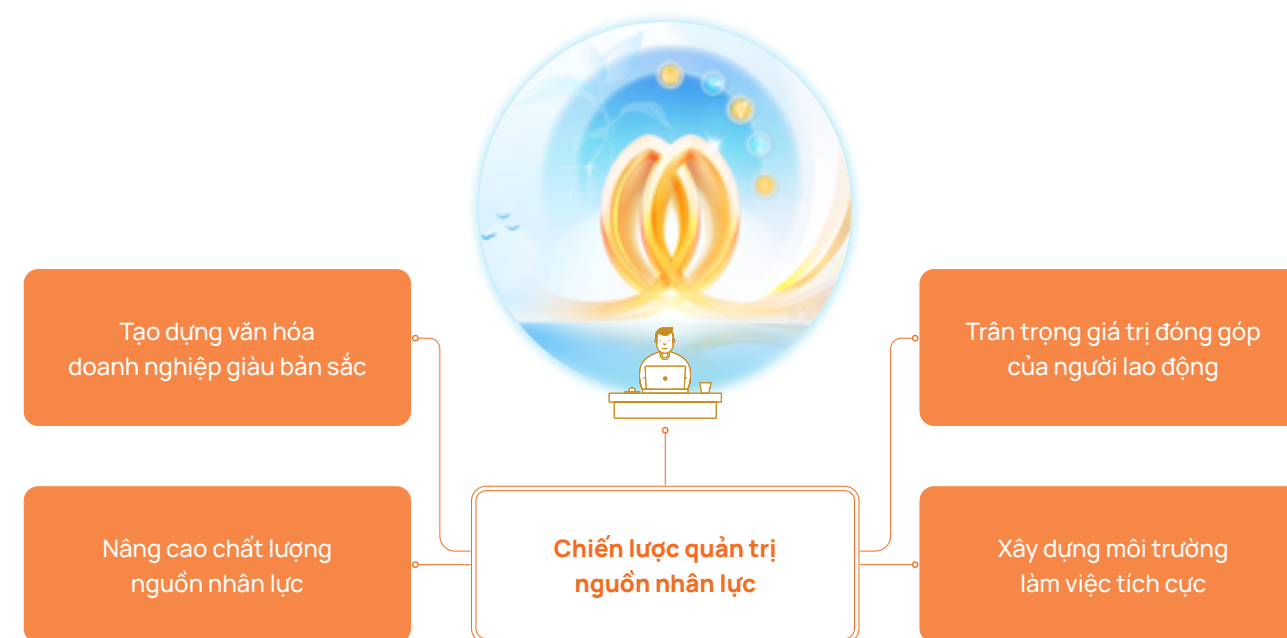 Tạo dựng văn hóa
doanh nghiệp giàu bản sắc
Trân trọng giá trị đóng góp
của người lao động
Nâng cao chất lượng
nguồn nhân lực
Chiến lược quản trị
nguồn nhân lực
Xây dựng môi trường
làm việc tích cực